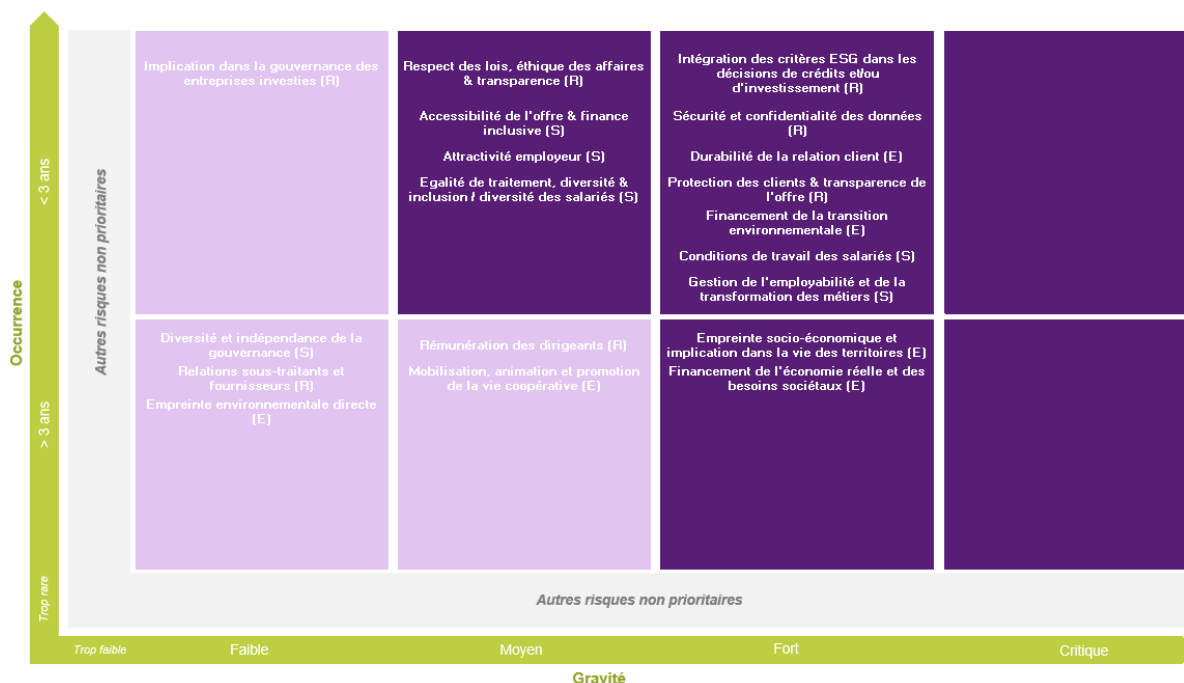 Occurrence
< 3 ans
> 3 ans
Trop rare
Autres risques non prioritaires
Implication dans la gouvernance des
entreprises investies (R)
Respect des lois, éthique des affaires
& transparence (R)
Accessibilité de l'offre & finance
inclusive (S)
Attractivité employeur (S)
Egalité de traitement, diversité &
inclusion / diversité des salariés (S)
Intégration des critères ESG dans les
décisions de crédits et/ou
d'investissement (R)
Sécurité et confidentialité des données
(R)
Durabilité de la relation client (E)
Protection des clients & transparence de
l'offre (R)
Financement de la transition
environnementale (E)
Conditions de travail des salariés (S)
Gestion de l'employabilité et de la
transformation des métiers (S)
Diversité et indépendance de la
gouvernance (S)
Relations sous-traitants et
fournisseurs (R)
Empreinte environnementale directe
(E)
Rémunération des dirigeants (R)
Mobilisation, animation et promotion
de la vie coopérative (E)
Empreinte socio-économique et
implication dans la vie des territoires (E)
Financement de l'économie réelle et des
besoins sociétaux (E)
Autres risques non prioritaires
Trop faible
Faible
Moyen
Fort
Critique
Gravité